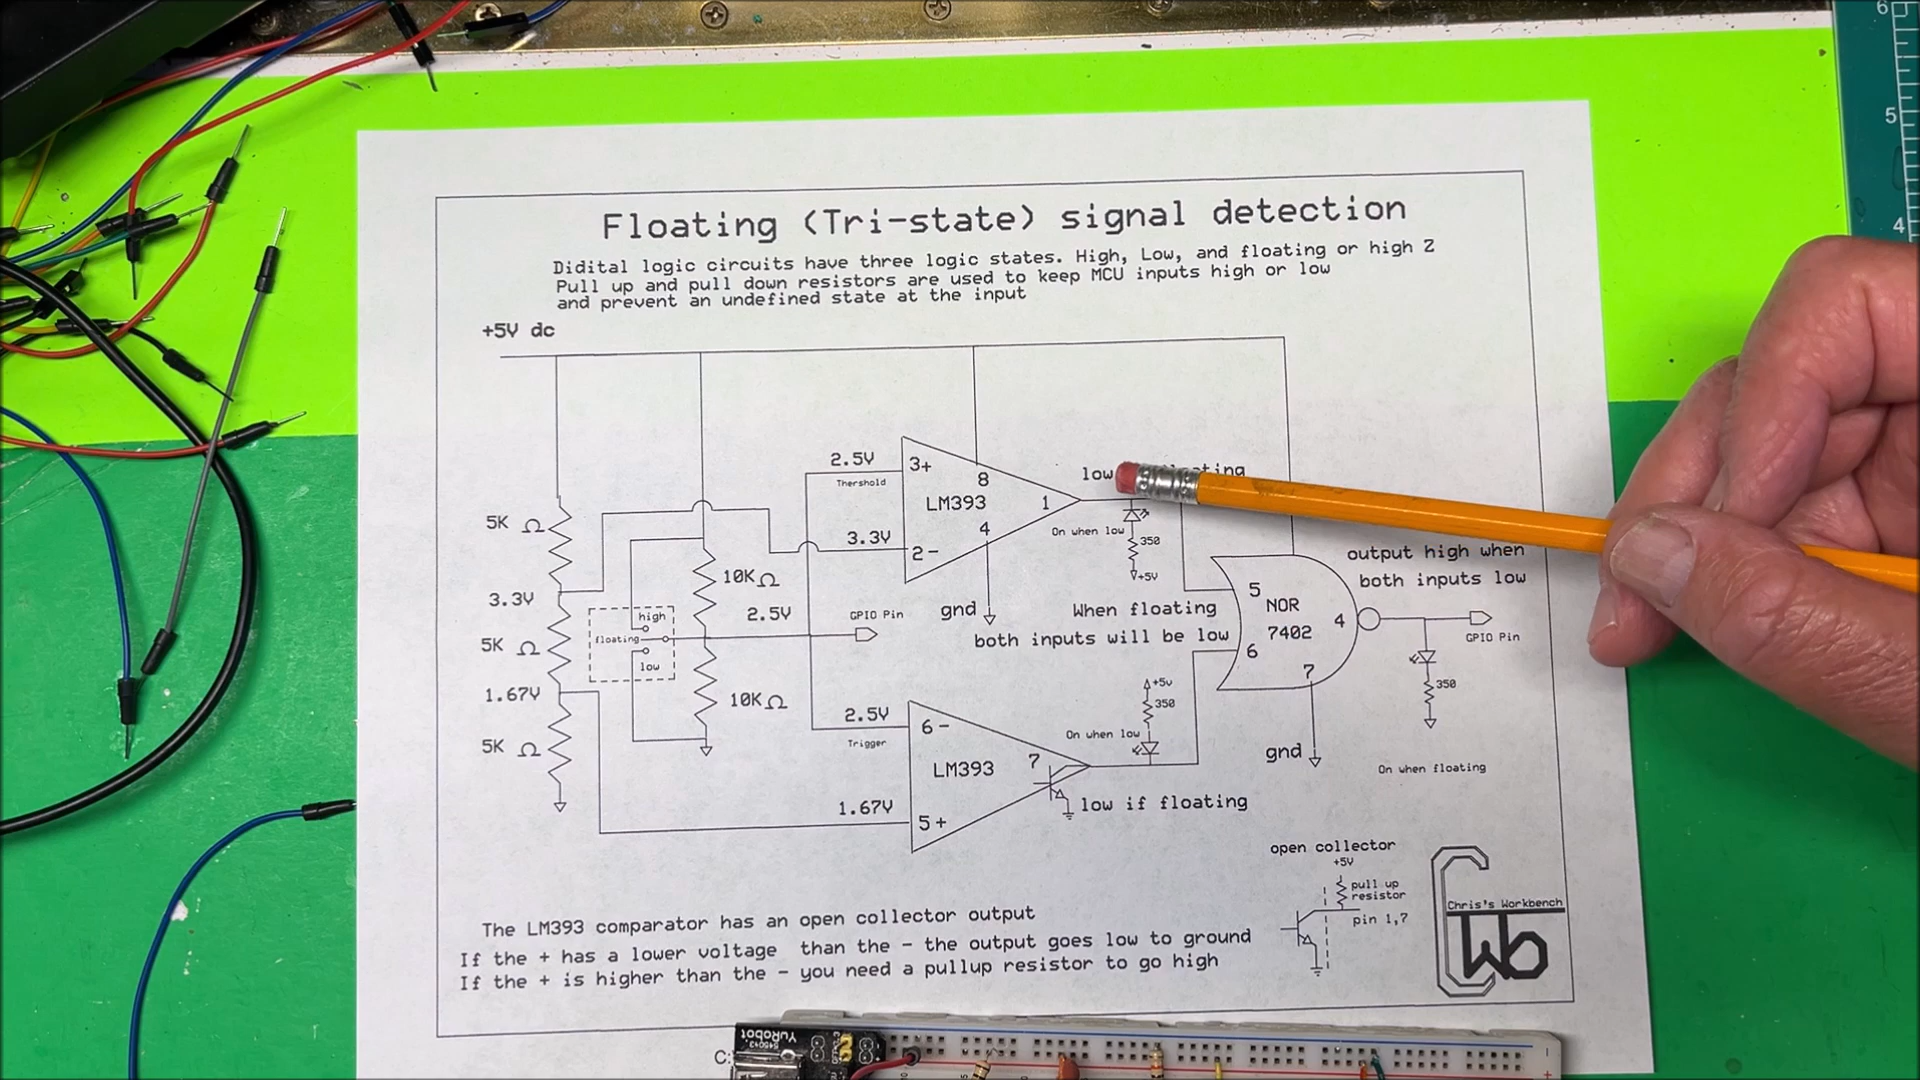 Floating (Tri-state) signal detection
Didital logic circuits have three logic states. High, Low, and floating or high Z
Pull up and pull down resistors are used to keep MCU inputs high or low
and prevent an undefined state at the input
+5V dc
2.5V
Thershold
3+
8
LM393
1
4
3.3V
2-
low
On when low
350
+5V
5K Ω
10KΩ
3.3V
2.5V
GPIO Pin
gnd
When floating
both inputs will be low
output high when
both inputs low
5
NOR
7402
4
6
7
GPIO Pin
high
floating
low
5K Ω
1.67V
10KΩ
5K Ω
2.5V
Trigger
6-
LM393
7
1.67V
5+
+5v
350
On when low
low if floating
gnd
350
On when floating
open collector
+5V
pull up
resistor
pin 1,7
Chris's Workbench
Wb
The LM393 comparator has an open collector output
If the + has a lower voltage than the - the output goes low to ground
If the + is higher than the - you need a pullup resistor to go high
YuRobot
545043
C:
6
5
4